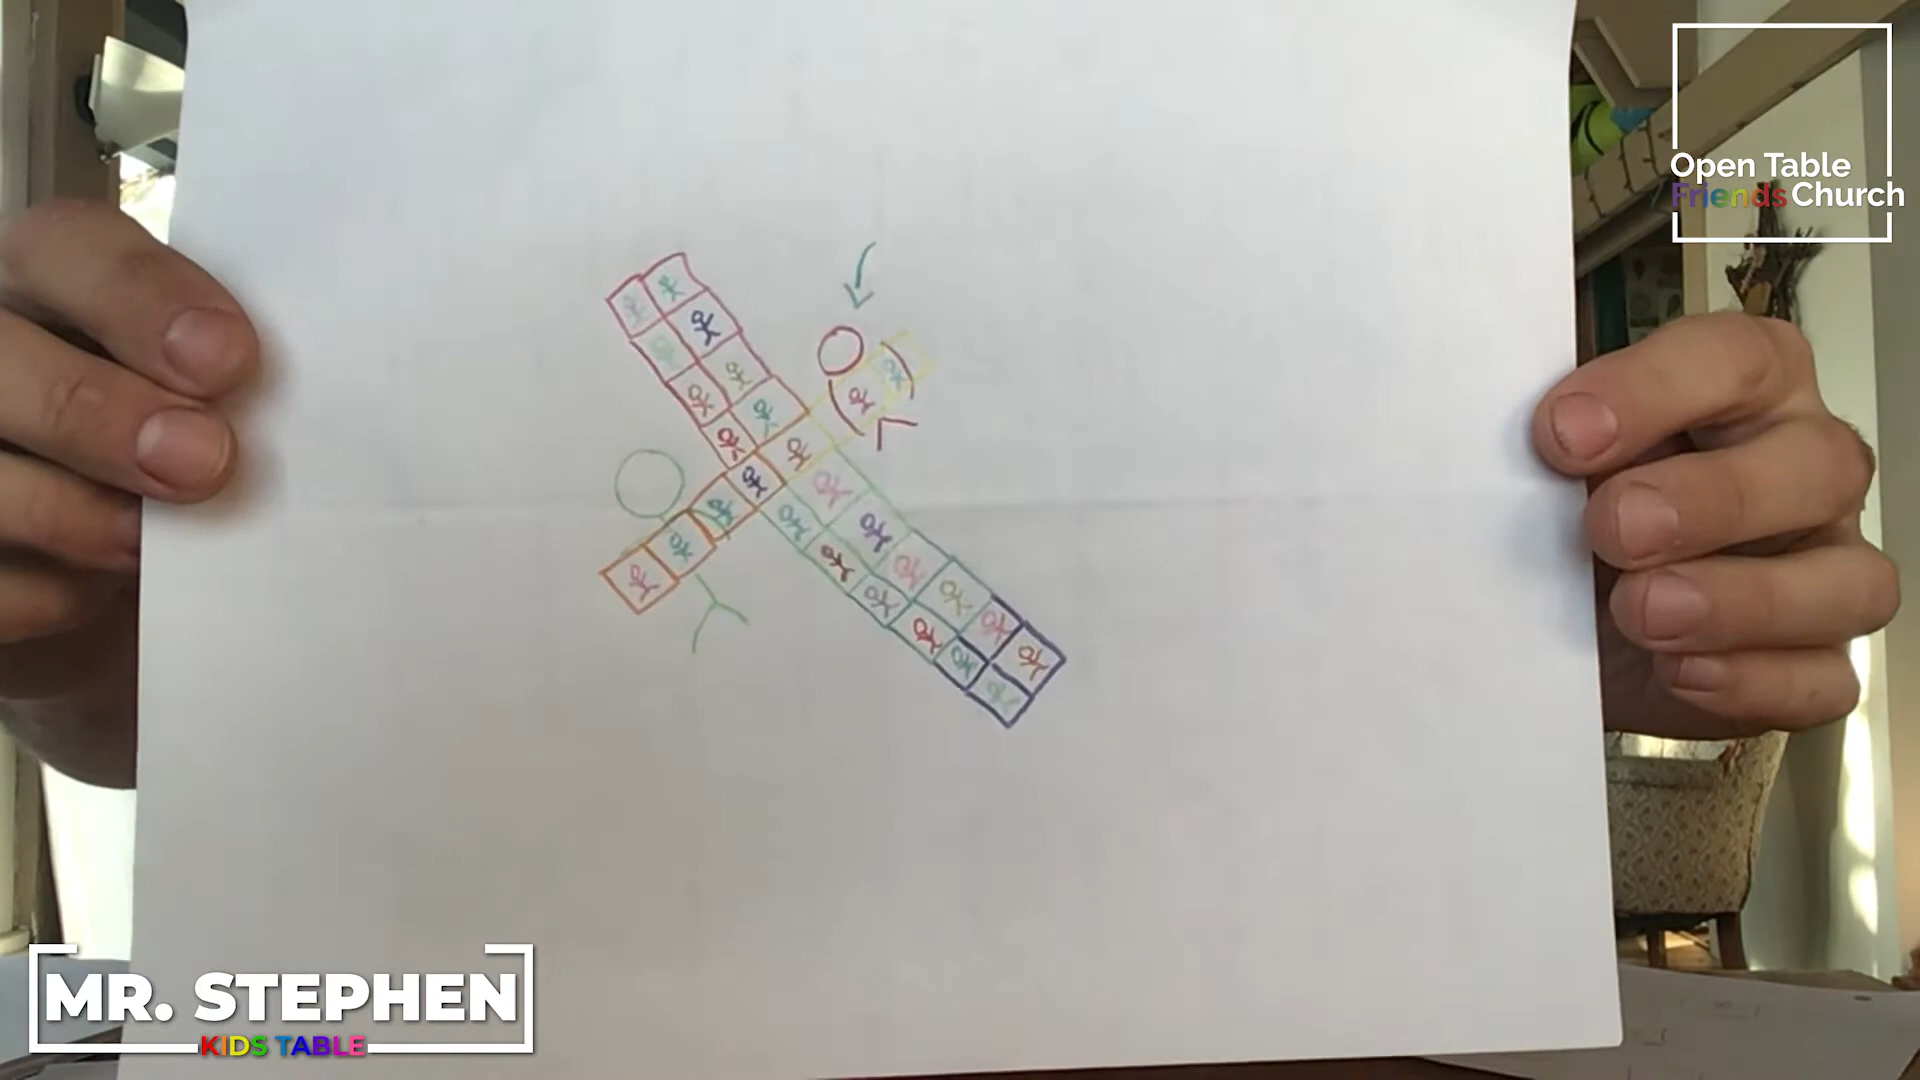 Open Table
Friends Church
MR. STEPHEN
KIDS TABLE